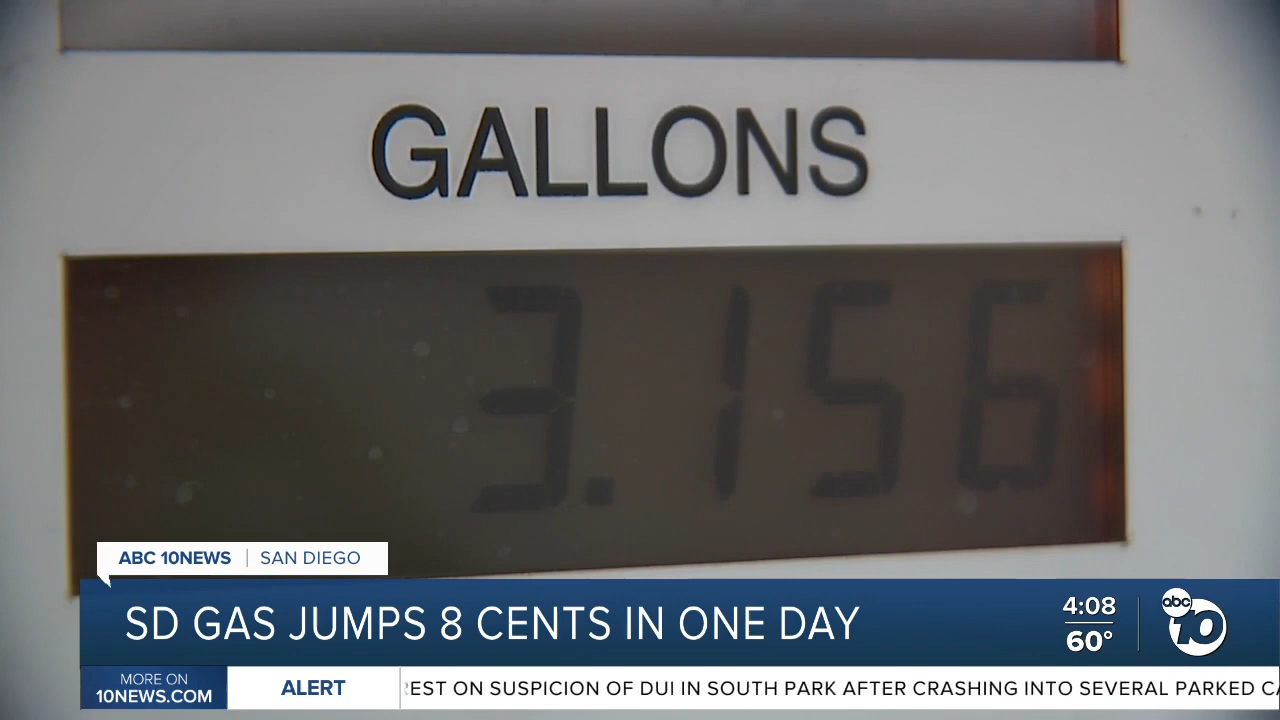 GALLONS
3.156
ABC 10NEWS | SAN DIEGO
SD GAS JUMPS 8 CENTS IN ONE DAY
4:08
60°
abc 10
MORE ON
10NEWS.COM
ALERT
EST ON SUSPICION OF DUI IN SOUTH PARK AFTER CRASHING INTO SEVERAL PARKED